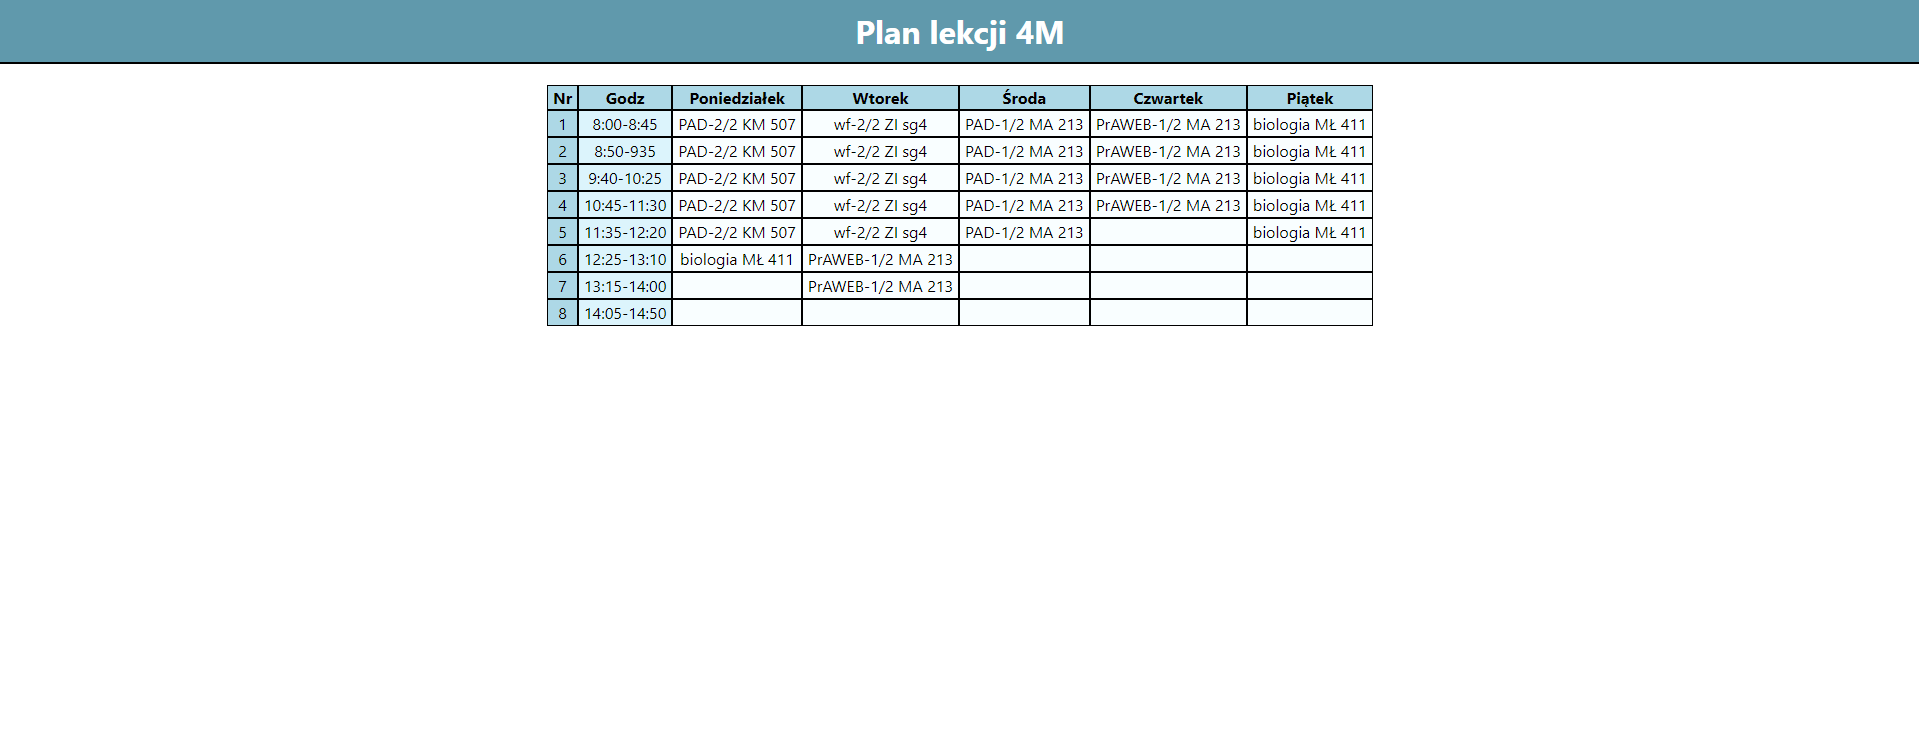 Plan lekcji 4M
Nr Godz Poniedziałek Wtorek Środa Czwartek Piątek
1 8:00-8:45 PAD-2/2 KM 507 wf-2/2 ZI sg4 PAD-1/2 MA 213 PrAWEB-1/2 MA 213 biologia MŁ 411
2 8:50-935 PAD-2/2 KM 507 wf-2/2 ZI sg4 PAD-1/2 MA 213 PrAWEB-1/2 MA 213 biologia MŁ 411
3 9:40-10:25 PAD-2/2 KM 507 wf-2/2 ZI sg4 PAD-1/2 MA 213 PrAWEB-1/2 MA 213 biologia MŁ 411
4 10:45-11:30 PAD-2/2 KM 507 wf-2/2 ZI sg4 PAD-1/2 MA 213 PrAWEB-1/2 MA 213 biologia MŁ 411
5 11:35-12:20 PAD-2/2 KM 507 wf-2/2 ZI sg4 PAD-1/2 MA 213 biologia MŁ 411
6 12:25-13:10 biologia MŁ 411 PrAWEB-1/2 MA 213
7 13:15-14:00 PrAWEB-1/2 MA 213
8 14:05-14:50